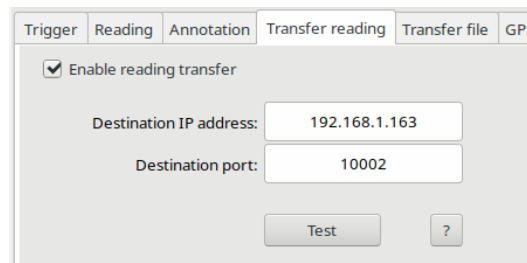 Trigger Reading Annotation Transfer reading Transfer file GP
Enable reading transfer
Destination IP address: 192.168.1.163
Destination port: 10002
Test ?